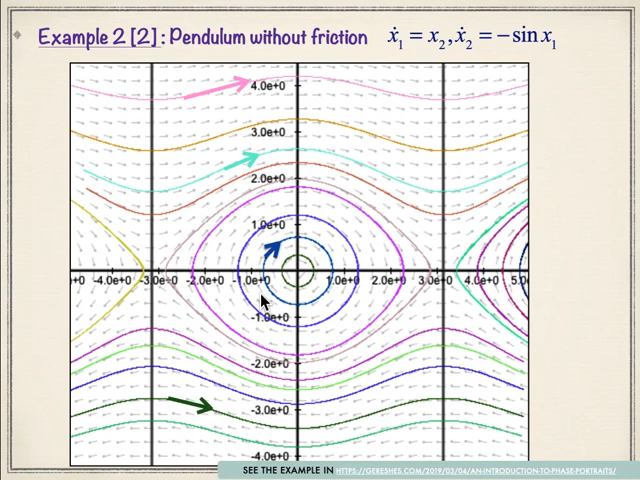 Example 2 [2] : Pendulum without friction ẋ₁ = x₂, ẋ₂ = −sin x₁
4.0e+0
3.0e+0
2.0e+0
1.0e+0
+0 -4.0e+0 -3.0e+0 -2.0e+0 -1.0e+0 1.0e+0 2.0e+0 3.0e+0 4.0e+0 5.0
-1.0e+0
-2.0e+0
-3.0e+0
-4.0e+0
SEE THE EXAMPLE IN HTTPS://GERESHES.COM/2019/03/04/AN-INTRODUCTION-TO-PHASE-PORTRAITS/